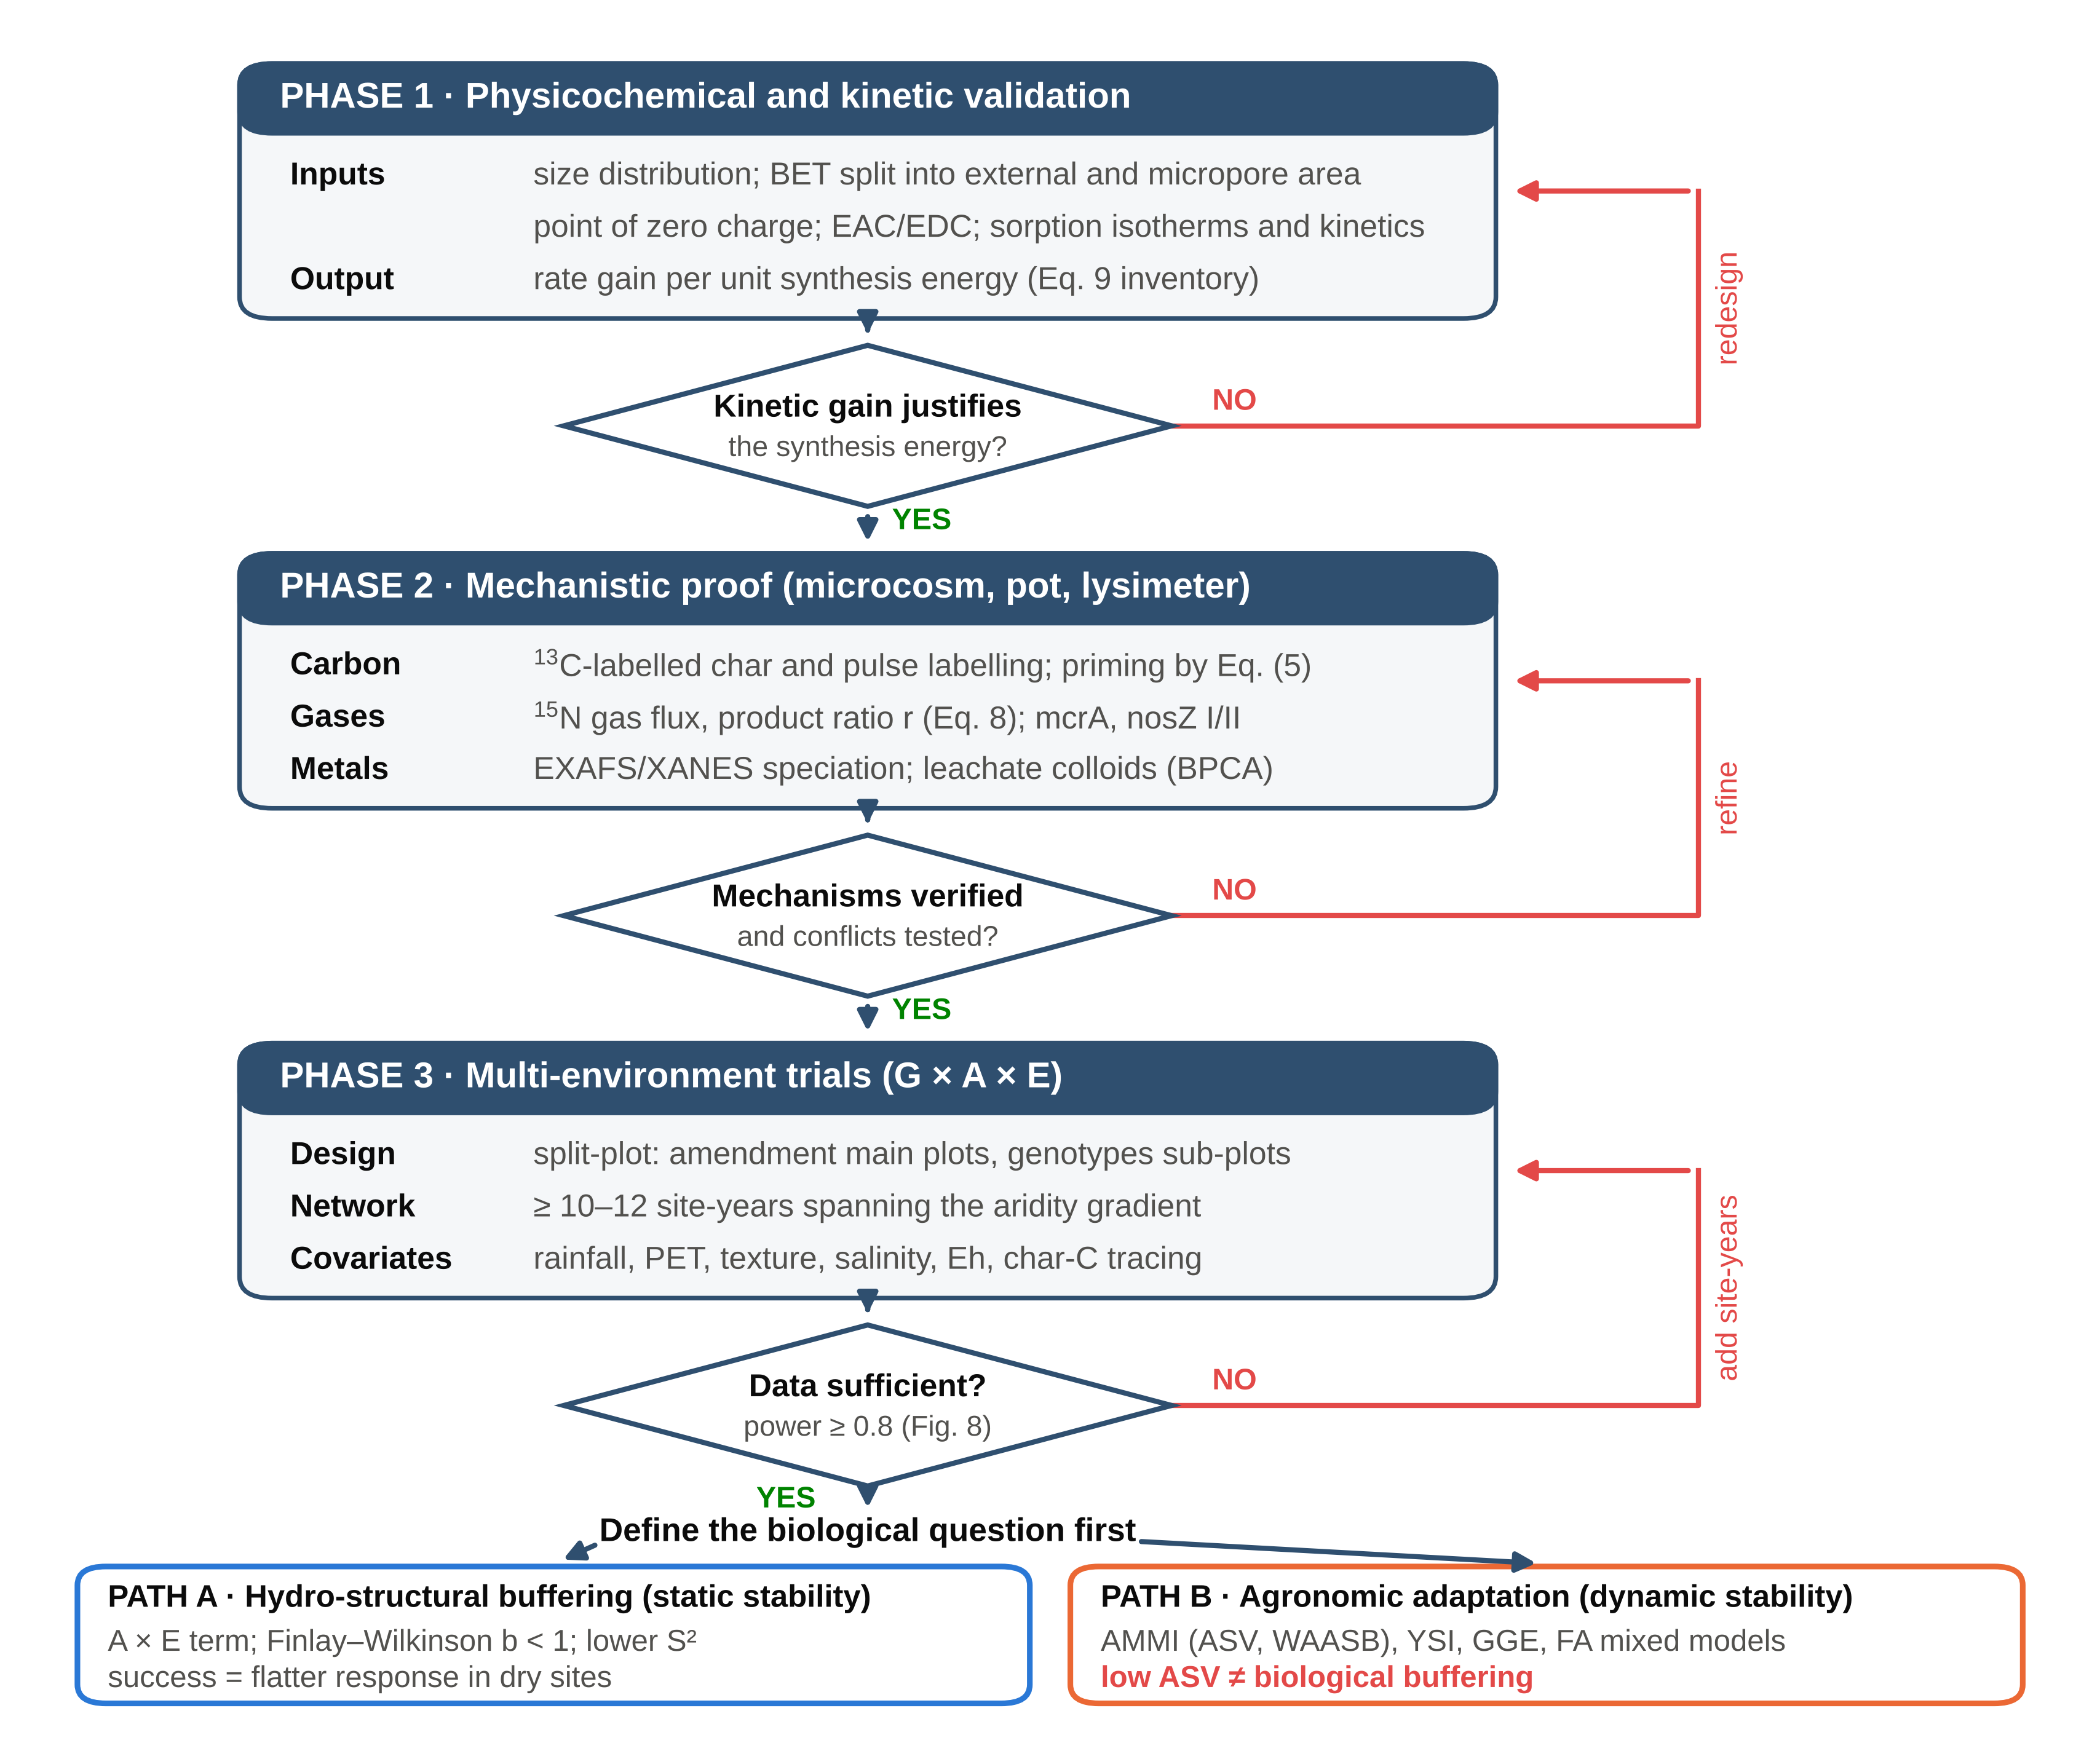 PHASE 1 · Physicochemical and kinetic validation
Inputs size distribution; BET split into external and micropore area
point of zero charge; EAC/EDC; sorption isotherms and kinetics
Output rate gain per unit synthesis energy (Eq. 9 inventory)
redesign
Kinetic gain justifies
the synthesis energy?
NO
YES
PHASE 2 · Mechanistic proof (microcosm, pot, lysimeter)
Carbon ¹³C-labelled char and pulse labelling; priming by Eq. (5)
Gases ¹⁵N gas flux, product ratio r (Eq. 8); mcrA, nosZ I/II
Metals EXAFS/XANES speciation; leachate colloids (BPCA)
refine
Mechanisms verified
and conflicts tested?
NO
YES
PHASE 3 · Multi-environment trials (G × A × E)
Design split-plot: amendment main plots, genotypes sub-plots
Network ≥ 10–12 site-years spanning the aridity gradient
Covariates rainfall, PET, texture, salinity, Eh, char-C tracing
add site-years
Data sufficient?
power ≥ 0.8 (Fig. 8)
NO
YES
Define the biological question first
PATH A · Hydro-structural buffering (static stability)
A × E term; Finlay–Wilkinson b < 1; lower S²
success = flatter response in dry sites
PATH B · Agronomic adaptation (dynamic stability)
AMMI (ASV, WAASB), YSI, GGE, FA mixed models
low ASV ≠ biological buffering